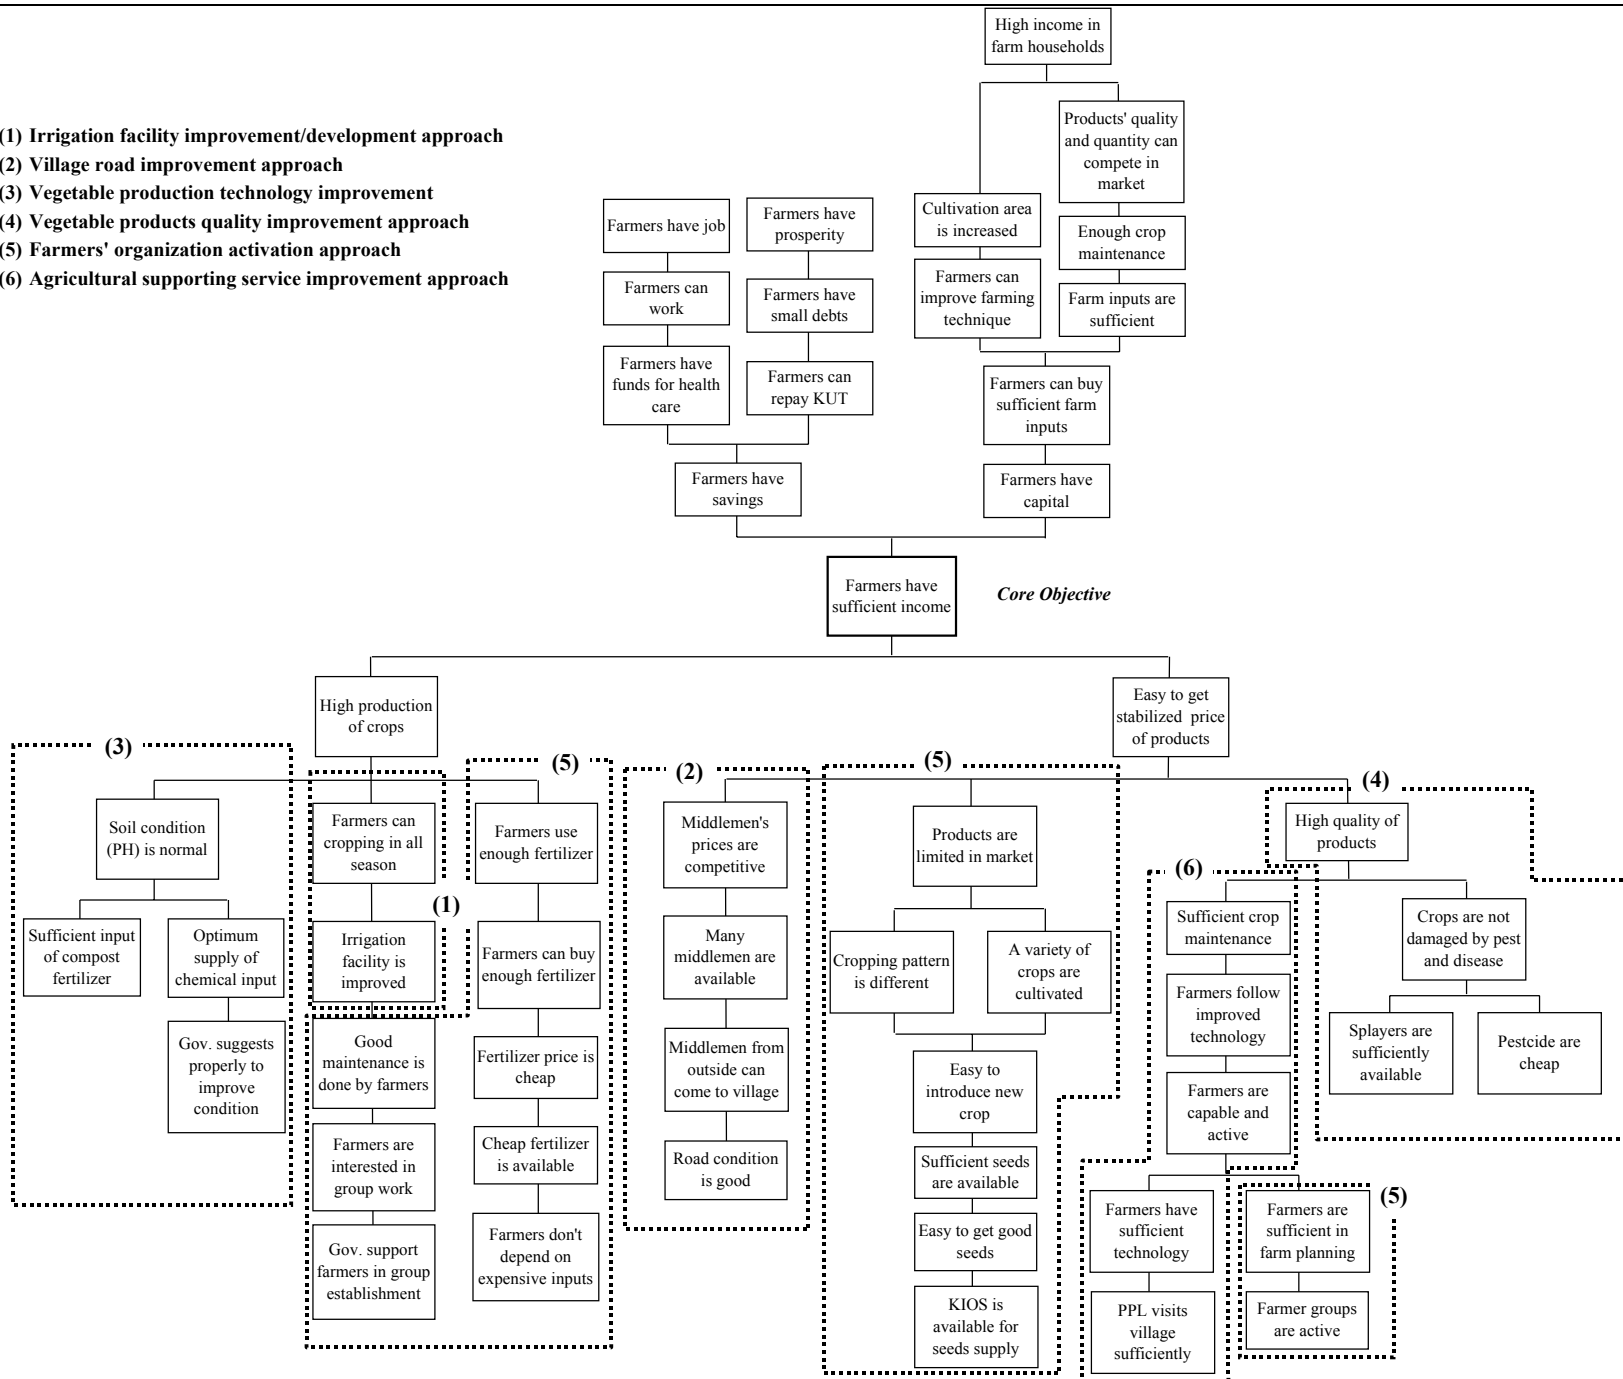 High income in
farm households
(1) Irrigation facility improvement/development approach
(2) Village road improvement approach
(3) Vegetable production technology improvement
(4) Vegetable products quality improvement approach
(5) Farmers' organization activation approach
(6) Agricultural supporting service improvement approach
Products' quality
and quantity can
compete in
market
Farmers have job
Farmers have
prosperity
Cultivation area
is increased
Enough crop
maintenance
Farmers can
work
Farmers have
small debts
Farmers can
improve farming
technique
Farm inputs are
sufficient
Farmers have
funds for health
care
Farmers can
repay KUT
Farmers can buy
sufficient farm
inputs
Farmers have
savings
Farmers have
capital
Farmers have
sufficient income
Core Objective
High production
of crops
Easy to get
stabilized price
of products
(3)
(5)
(2)
(5)
(4)
Soil condition
(PH) is normal
Farmers can
cropping in all
season
Farmers use
enough fertilizer
Middlemen's
prices are
competitive
Products are
limited in market
High quality of
products
(6)
(1)
Sufficient input
of compost
fertilizer
Optimum
supply of
chemical input
Irrigation
facility is
improved
Farmers can buy
enough fertilizer
Many
middlemen are
available
Cropping pattern
is different
A variety of
crops are
cultivated
Sufficient crop
maintenance
Crops are not
damaged by pest
and disease
Farmers follow
improved
technology
Gov. suggests
properly to
improve
condition
Good
maintenance is
done by farmers
Fertilizer price is
cheap
Middlemen from
outside can
come to village
Easy to
introduce new
crop
Farmers are
capable and
active
Splayers are
sufficiently
available
Pestcide are
cheap
Farmers are
interested in
group work
Cheap fertilizer
is available
Road condition
is good
Sufficient seeds
are available
Farmers have
sufficient
technology
Farmers are
sufficient in
farm planning
(5)
Gov. support
farmers in group
establishment
Farmers don't
depend on
expensive inputs
Easy to get good
seeds
KIOS is
available for
seeds supply
PPL visits
village
sufficiently
Farmer groups
are active